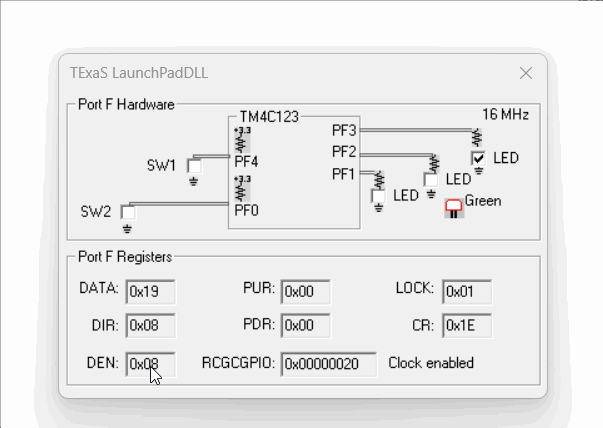 TExaS LaunchPadDLL
Port F Hardware
TM4C123
16 MHz
+3.3
PF3
PF2
SW1
PF4
LED
+3.3
PF1
LED
LED
SW2
PF0
Green
Port F Registers
DATA: 0x19 PUR: 0x00 LOCK: 0x01
DIR: 0x08 PDR: 0x00 CR: 0x1E
DEN: 0x08 RCGCGPIO: 0x00000020 Clock enabled